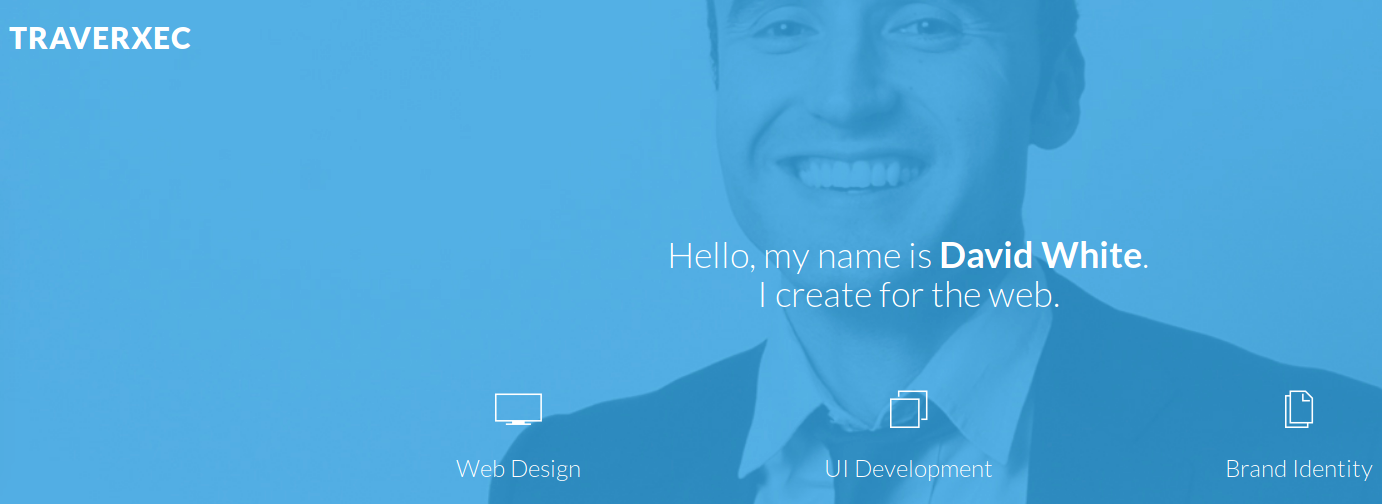 TRAVERXEC
Hello, my name is David White.
I create for the web.
Web Design
UI Development
Brand Identity